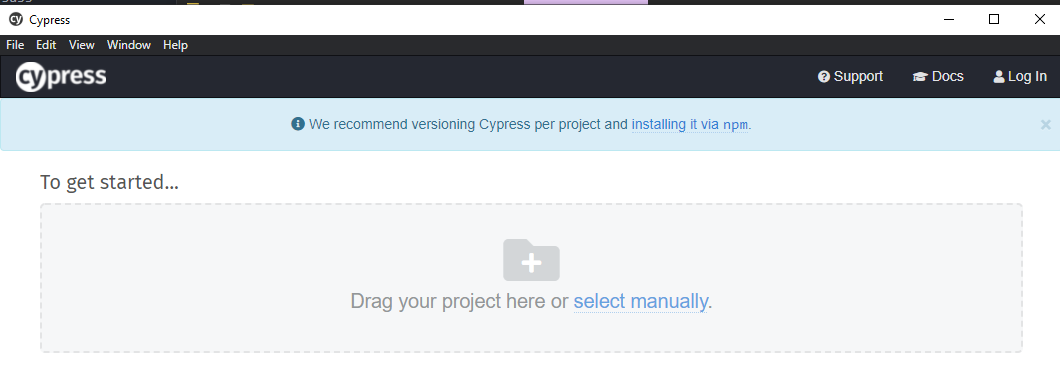 Cypress
File Edit View Window Help
cypress Support Docs Log In
We recommend versioning Cypress per project and installing it via npm.
To get started...
Drag your project here or select manually.